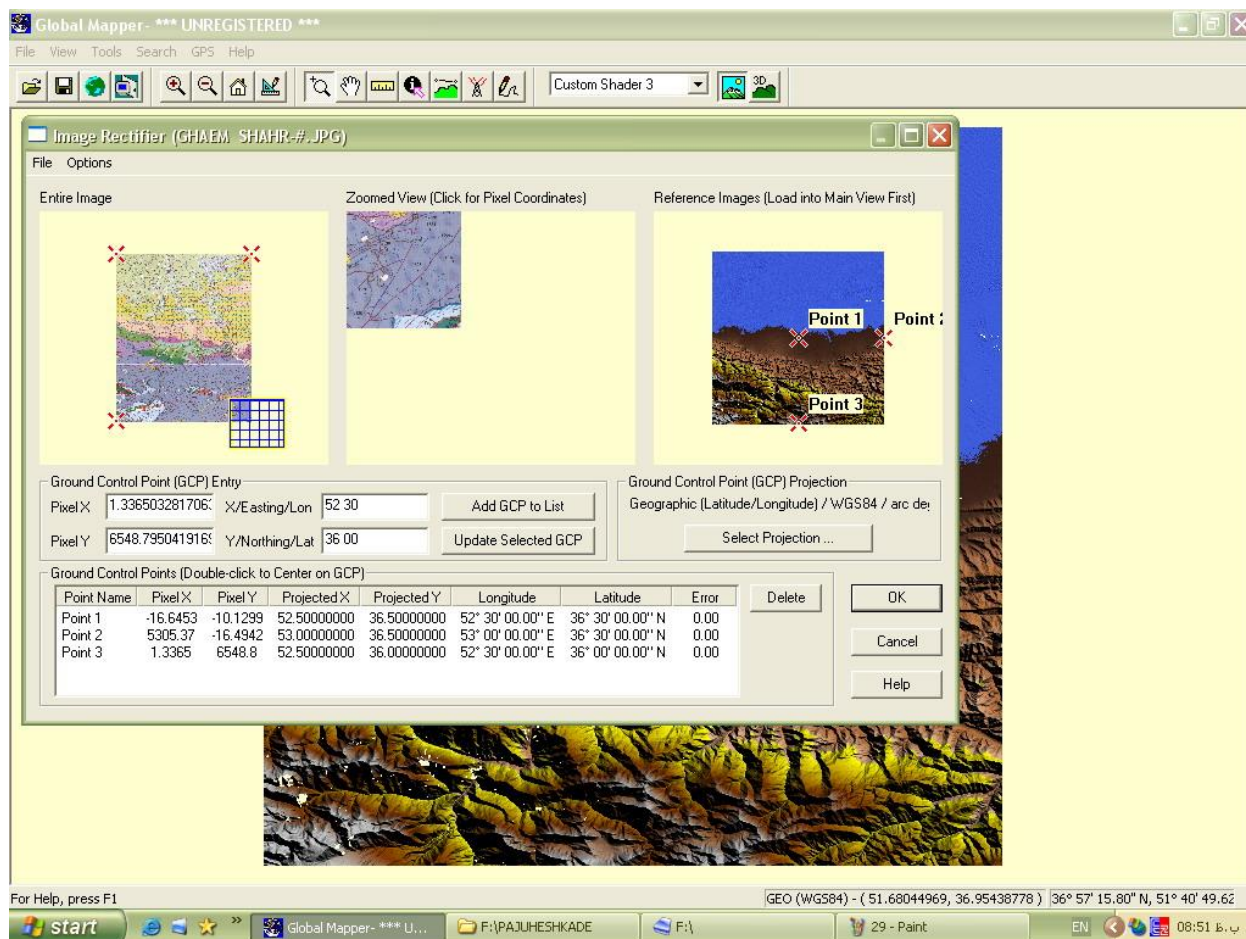 Global Mapper- *** UNREGISTERED ***
File View Tools Search GPS Help
Custom Shader 3
3D
Image Rectifier (GHAEM SHAHR-#.JPG)
File Options
Entire Image
Zoomed View (Click for Pixel Coordinates)
Reference Images (Load into Main View First)
Point 1
Point 2
Point 3
Ground Control Point (GCP) Entry
Pixel X 1.3365032817063 X/Easting/Lon 52 30 Add GCP to List
Pixel Y 6548.7950419169 Y/Northing/Lat 36 00 Update Selected GCP
Ground Control Point (GCP) Projection
Geographic (Latitude/Longitude) / WGS84 / arc deg
Select Projection ...
Ground Control Points (Double-click to Center on GCP)
Point Name Pixel X Pixel Y Projected X Projected Y Longitude Latitude Error
Point 1 -16.6453 -10.1299 52.50000000 36.50000000 52° 30' 00.00" E 36° 30' 00.00" N 0.00
Point 2 5305.37 -16.4942 53.00000000 36.50000000 53° 00' 00.00" E 36° 30' 00.00" N 0.00
Point 3 1.3365 6548.8 52.50000000 36.00000000 52° 30' 00.00" E 36° 00' 00.00" N 0.00
Delete
OK
Cancel
Help
For Help, press F1
GEO (WGS84) - ( 51.68044969, 36.95438778 ) 36° 57' 15.80" N, 51° 40' 49.62
start
Global Mapper- *** U...
F:\PAJUHESHKADE
F:\
29 - Paint
EN
08:51 ب.ظ